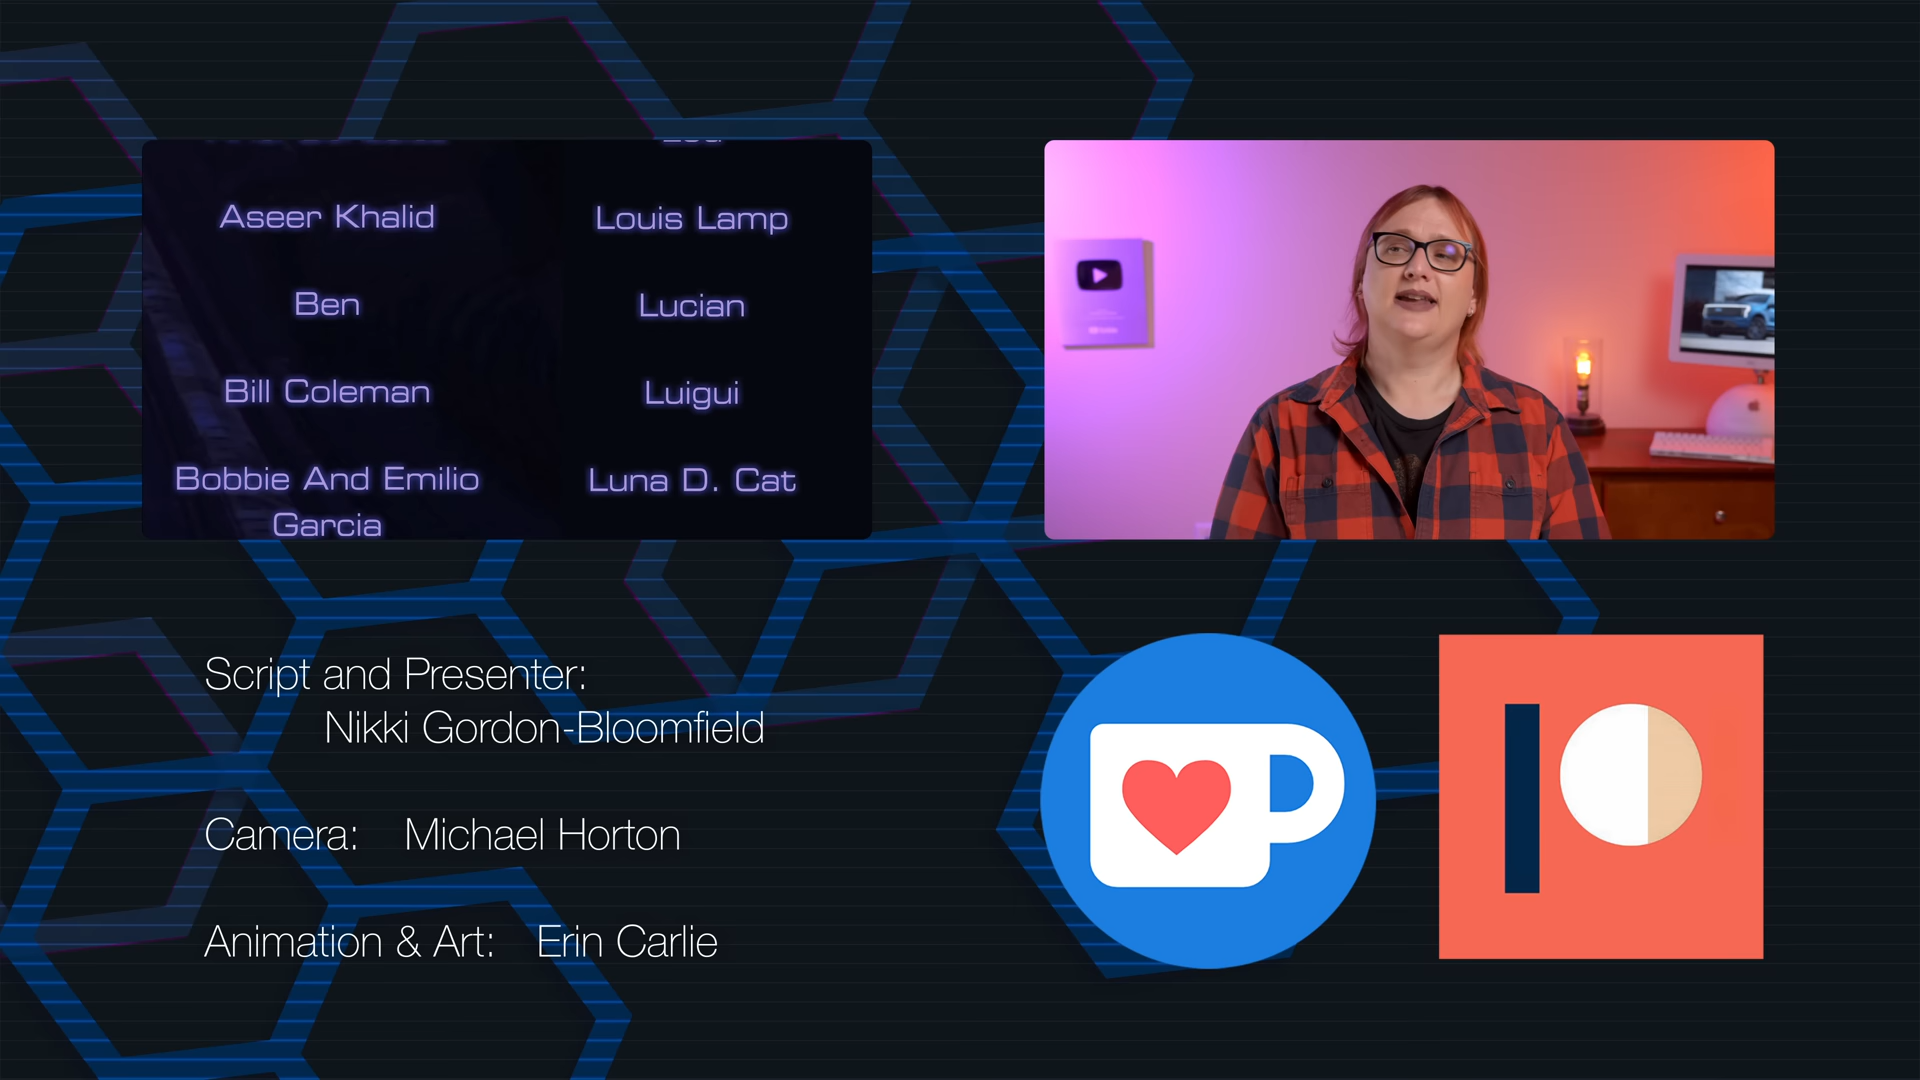 Aseer Khalid
Ben
Bill Coleman
Bobbie And Emilio
Garcia
Louis Lamp
Lucian
Luigui
Luna D. Cat
Script and Presenter:
Nikki Gordon-Bloomfield
Camera: Michael Horton
Animation & Art: Erin Carlie